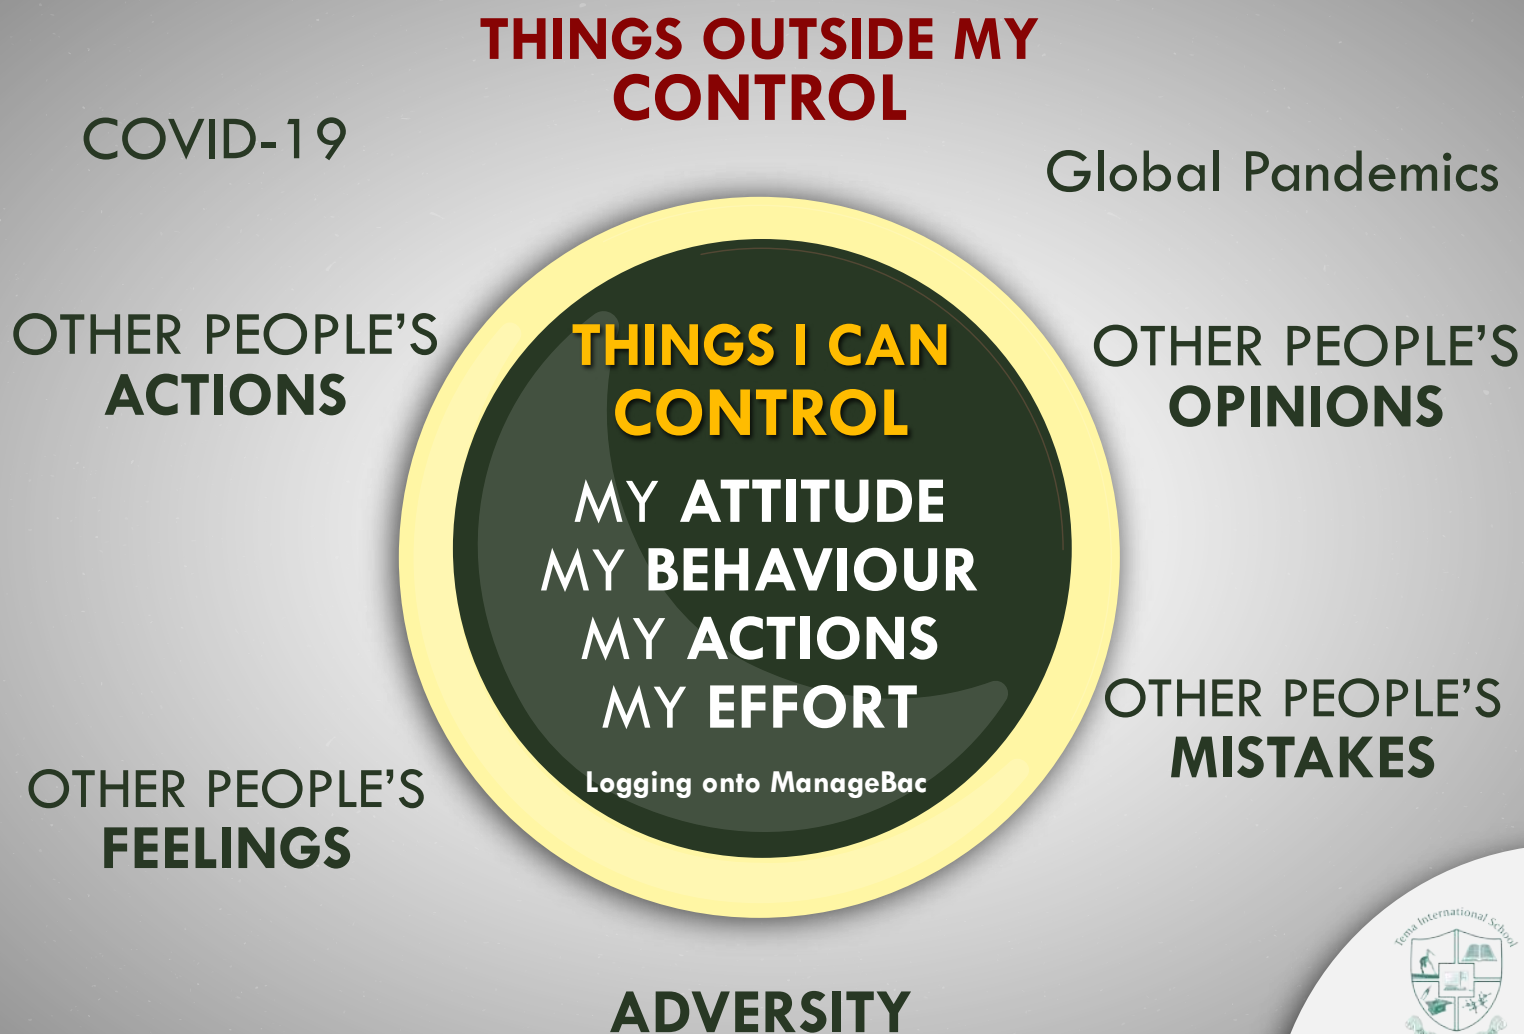 THINGS OUTSIDE MY
CONTROL
COVID-19
Global Pandemics
OTHER PEOPLE’S
ACTIONS
OTHER PEOPLE’S
OPINIONS
THINGS I CAN
CONTROL
MY ATTITUDE
MY BEHAVIOUR
MY ACTIONS
MY EFFORT
Logging onto ManageBac
OTHER PEOPLE’S
MISTAKES
OTHER PEOPLE’S
FEELINGS
ADVERSITY
Tema International School